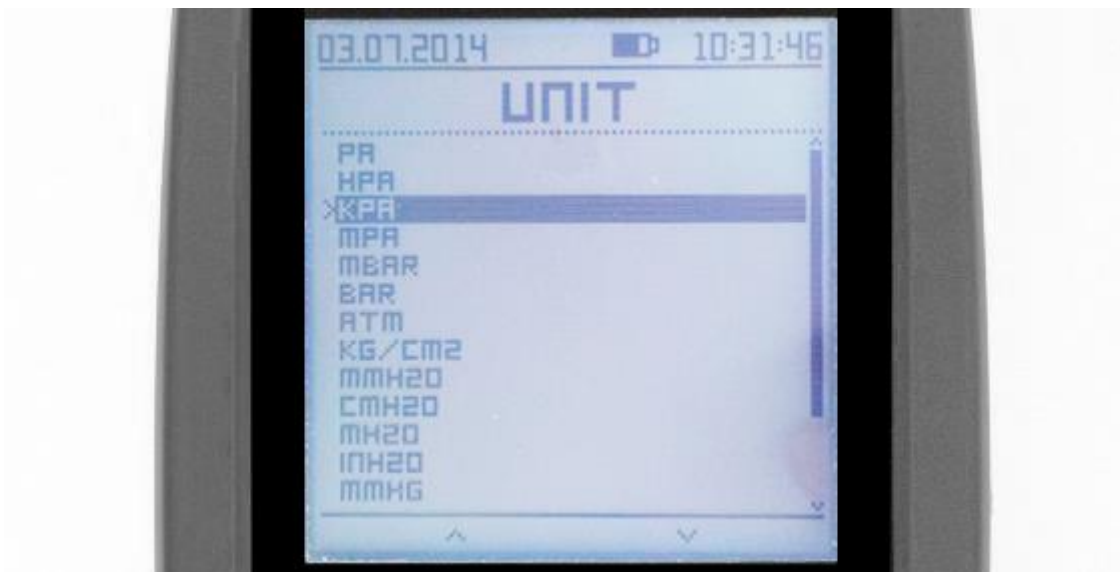 03.07.2014 10:31:46
UNIT
PA
HPA
>KPA
MPA
MBAR
BAR
ATM
KG/CM2
MMH2O
CMH2O
MH2O
INH2O
MMHG